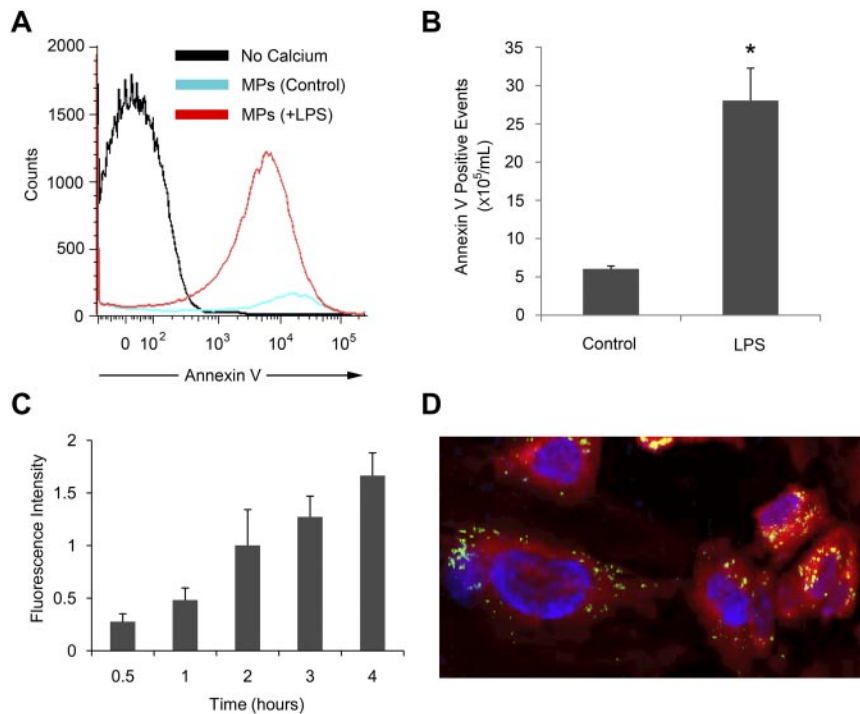 A
2000
1500
1000
500
0
Counts
No Calcium
MPs (Control)
MPs (+LPS)
0 10² 10³ 10⁴ 10⁵
Annexin V
B
35
30
25
20
15
10
5
0
Annexin V Positive Events
(x10⁵/mL)
*
Control LPS
C
2
1.5
1
0.5
0
Fluorescence Intensity
0.5 1 2 3 4
Time (hours)
D